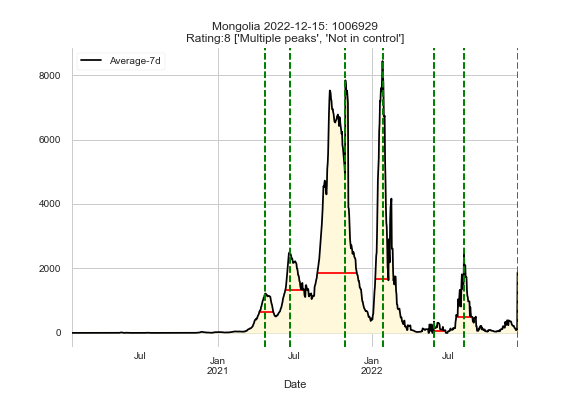 Mongolia 2022-12-15: 1006929
Rating:8 ['Multiple peaks', 'Not in control']
Average-7d
8000
6000
4000
2000
0
Jul
Jan
2021
Jul
Jan
2022
Jul
Date